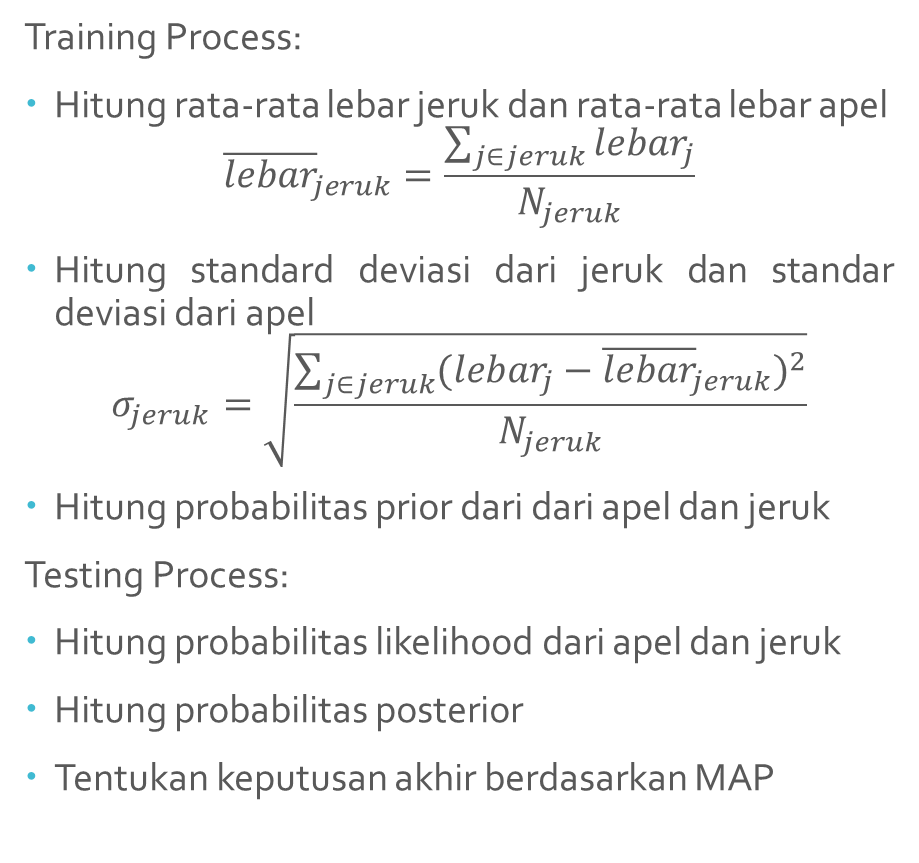 Training Process:
• Hitung rata-rata lebar jeruk dan rata-rata lebar apel
$\overline{lebar}_{jeruk} = \frac{\sum_{j \in jeruk} lebar_j}{N_{jeruk}}$
• Hitung standard deviasi dari jeruk dan standar
deviasi dari apel
$\sigma_{jeruk} = \sqrt{\frac{\sum_{j \in jeruk} (lebar_j - \overline{lebar}_{jeruk})^2}{N_{jeruk}}}$
• Hitung probabilitas prior dari dari apel dan jeruk
Testing Process:
• Hitung probabilitas likelihood dari apel dan jeruk
• Hitung probabilitas posterior
• Tentukan keputusan akhir berdasarkan MAP